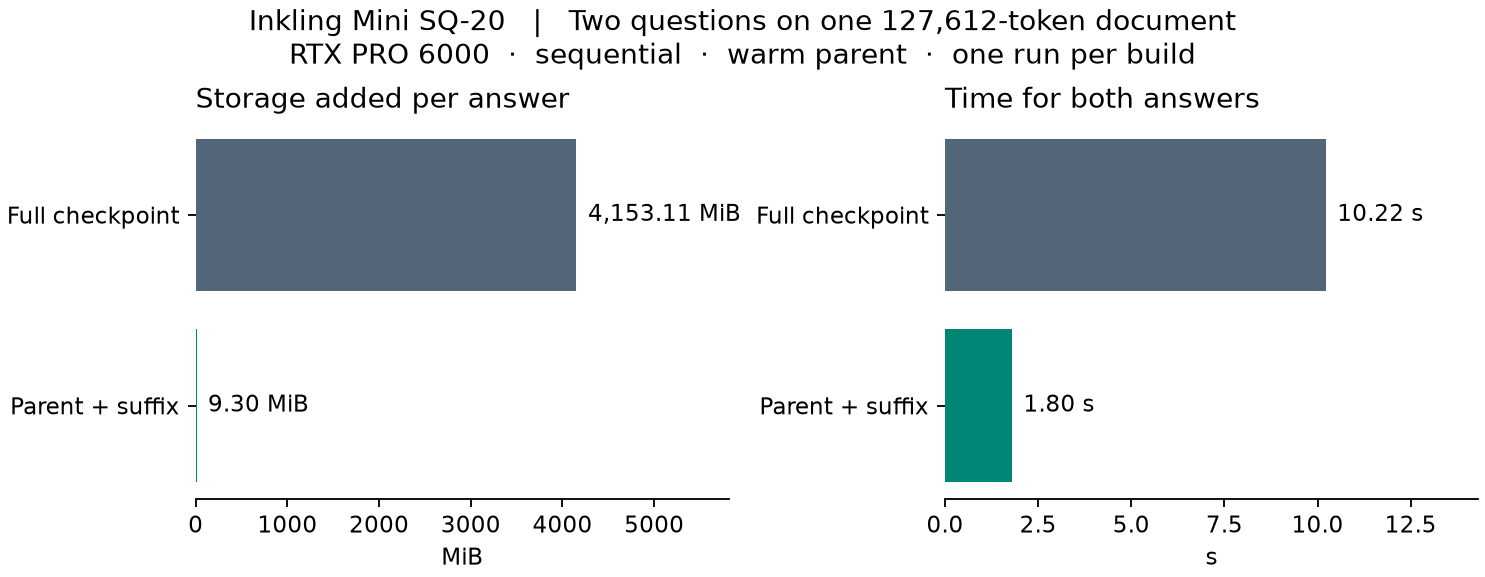 Inkling Mini SQ-20 | Two questions on one 127,612-token document
RTX PRO 6000 · sequential · warm parent · one run per build
Storage added per answer
Full checkpoint
4,153.11 MiB
Parent + suffix
9.30 MiB
0 1000 2000 3000 4000 5000
MiB
Time for both answers
Full checkpoint
10.22 s
Parent + suffix
1.80 s
0.0 2.5 5.0 7.5 10.0 12.5
s